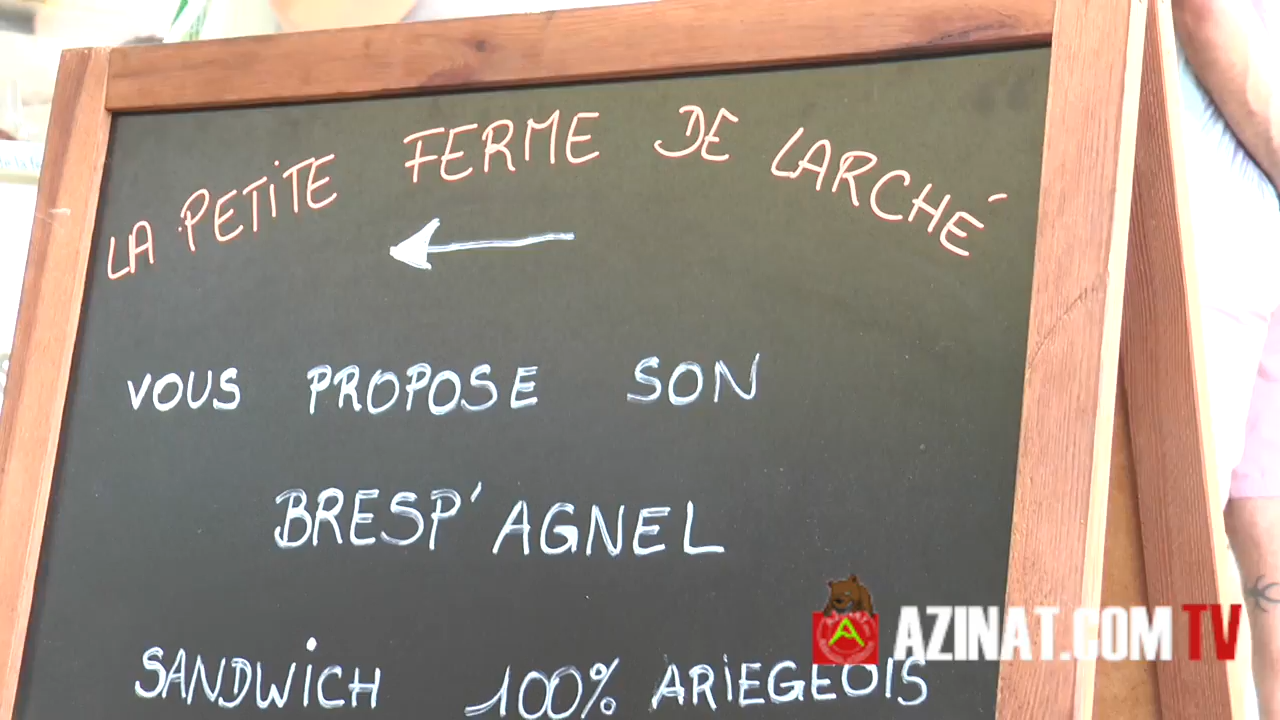 LA PETITE FERME DE LARCHÉ
VOUS PROPOSE SON
BRESP'AGNEL
SANDWICH 100% ARIEGEOIS
AZINAT.COM TV